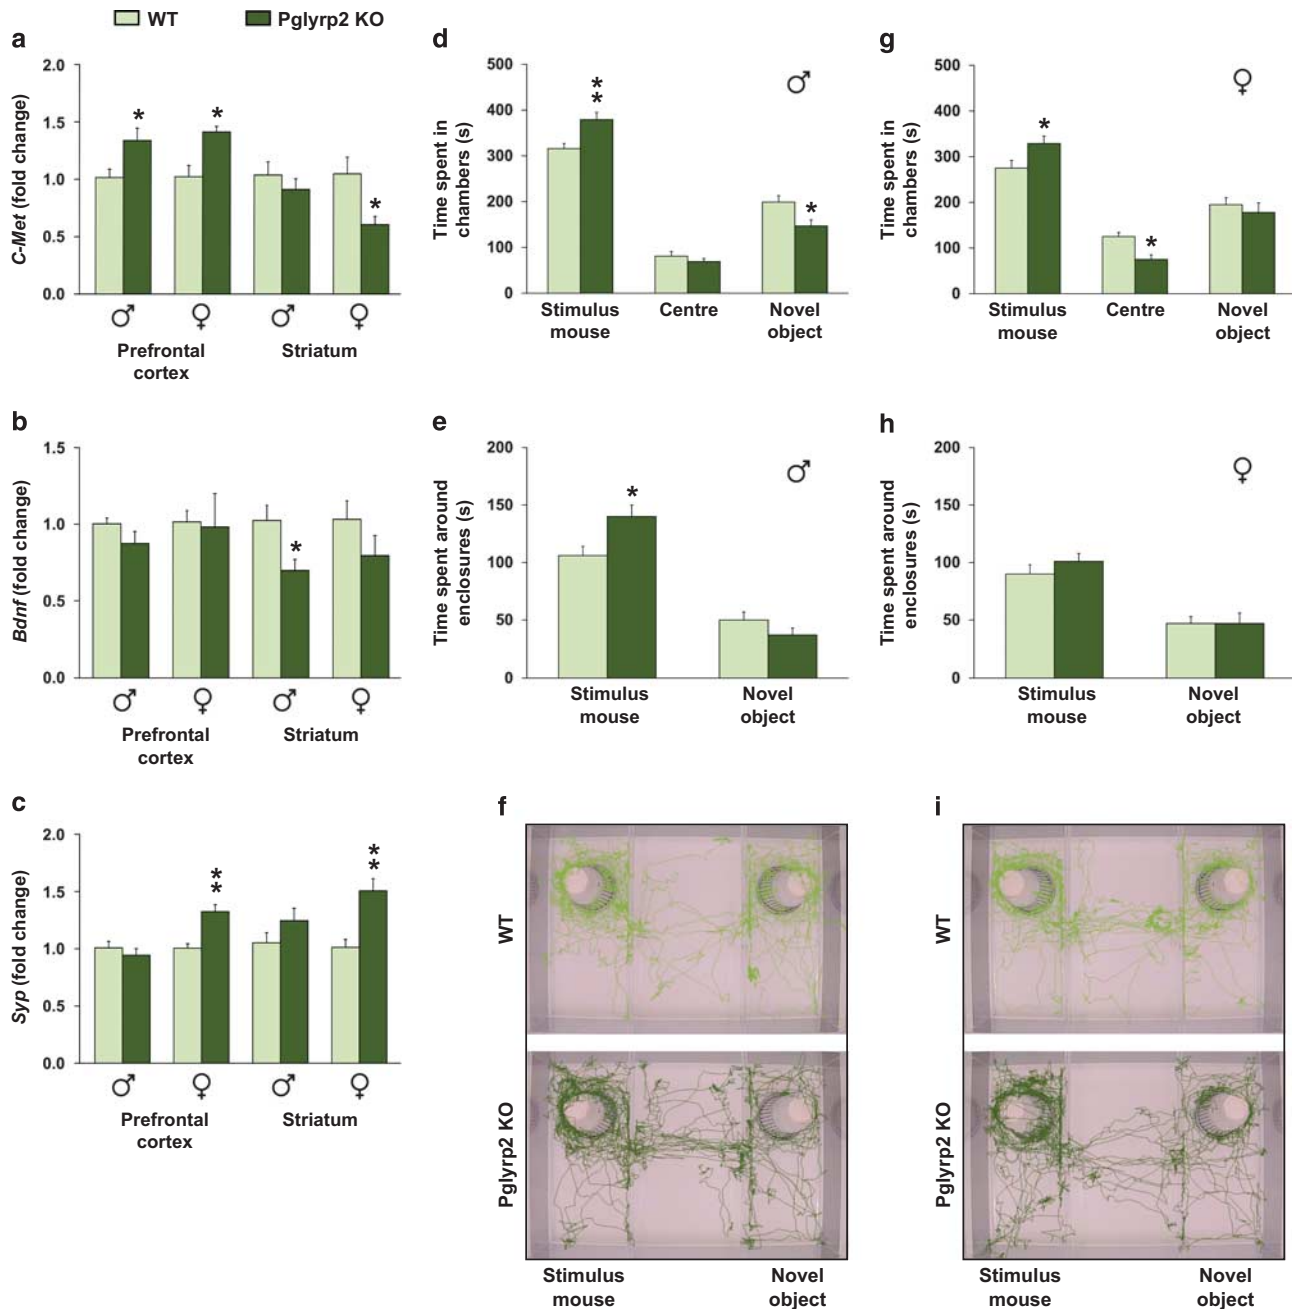 WT
Pglyrp2 KO
a
C-Met (fold change)
2.0
1.5
1.0
0.5
0.0
*
*
*
♂
♀
♂
♀
Prefrontal
cortex
Striatum
b
Bdnf (fold change)
1.5
1.0
0.5
0.0
*
♂
♀
♂
♀
Prefrontal
cortex
Striatum
c
Syp (fold change)
2.0
1.5
1.0
0.5
0.0
*
*
*
*
♂
♀
♂
♀
Prefrontal
cortex
Striatum
d
Time spent in
chambers (s)
500
400
300
200
100
0
*
*
*
♂
Stimulus
mouse
Centre
Novel
object
e
Time spent around
enclosures (s)
200
150
100
50
0
*
♂
Stimulus
mouse
Novel
object
f
WT
Pglyrp2 KO
Stimulus
mouse
Novel
object
g
Time spent in
chambers (s)
500
400
300
200
100
0
*
*
♀
Stimulus
mouse
Centre
Novel
object
h
Time spent around
enclosures (s)
200
150
100
50
0
♀
Stimulus
mouse
Novel
object
i
WT
Pglyrp2 KO
Stimulus
mouse
Novel
object